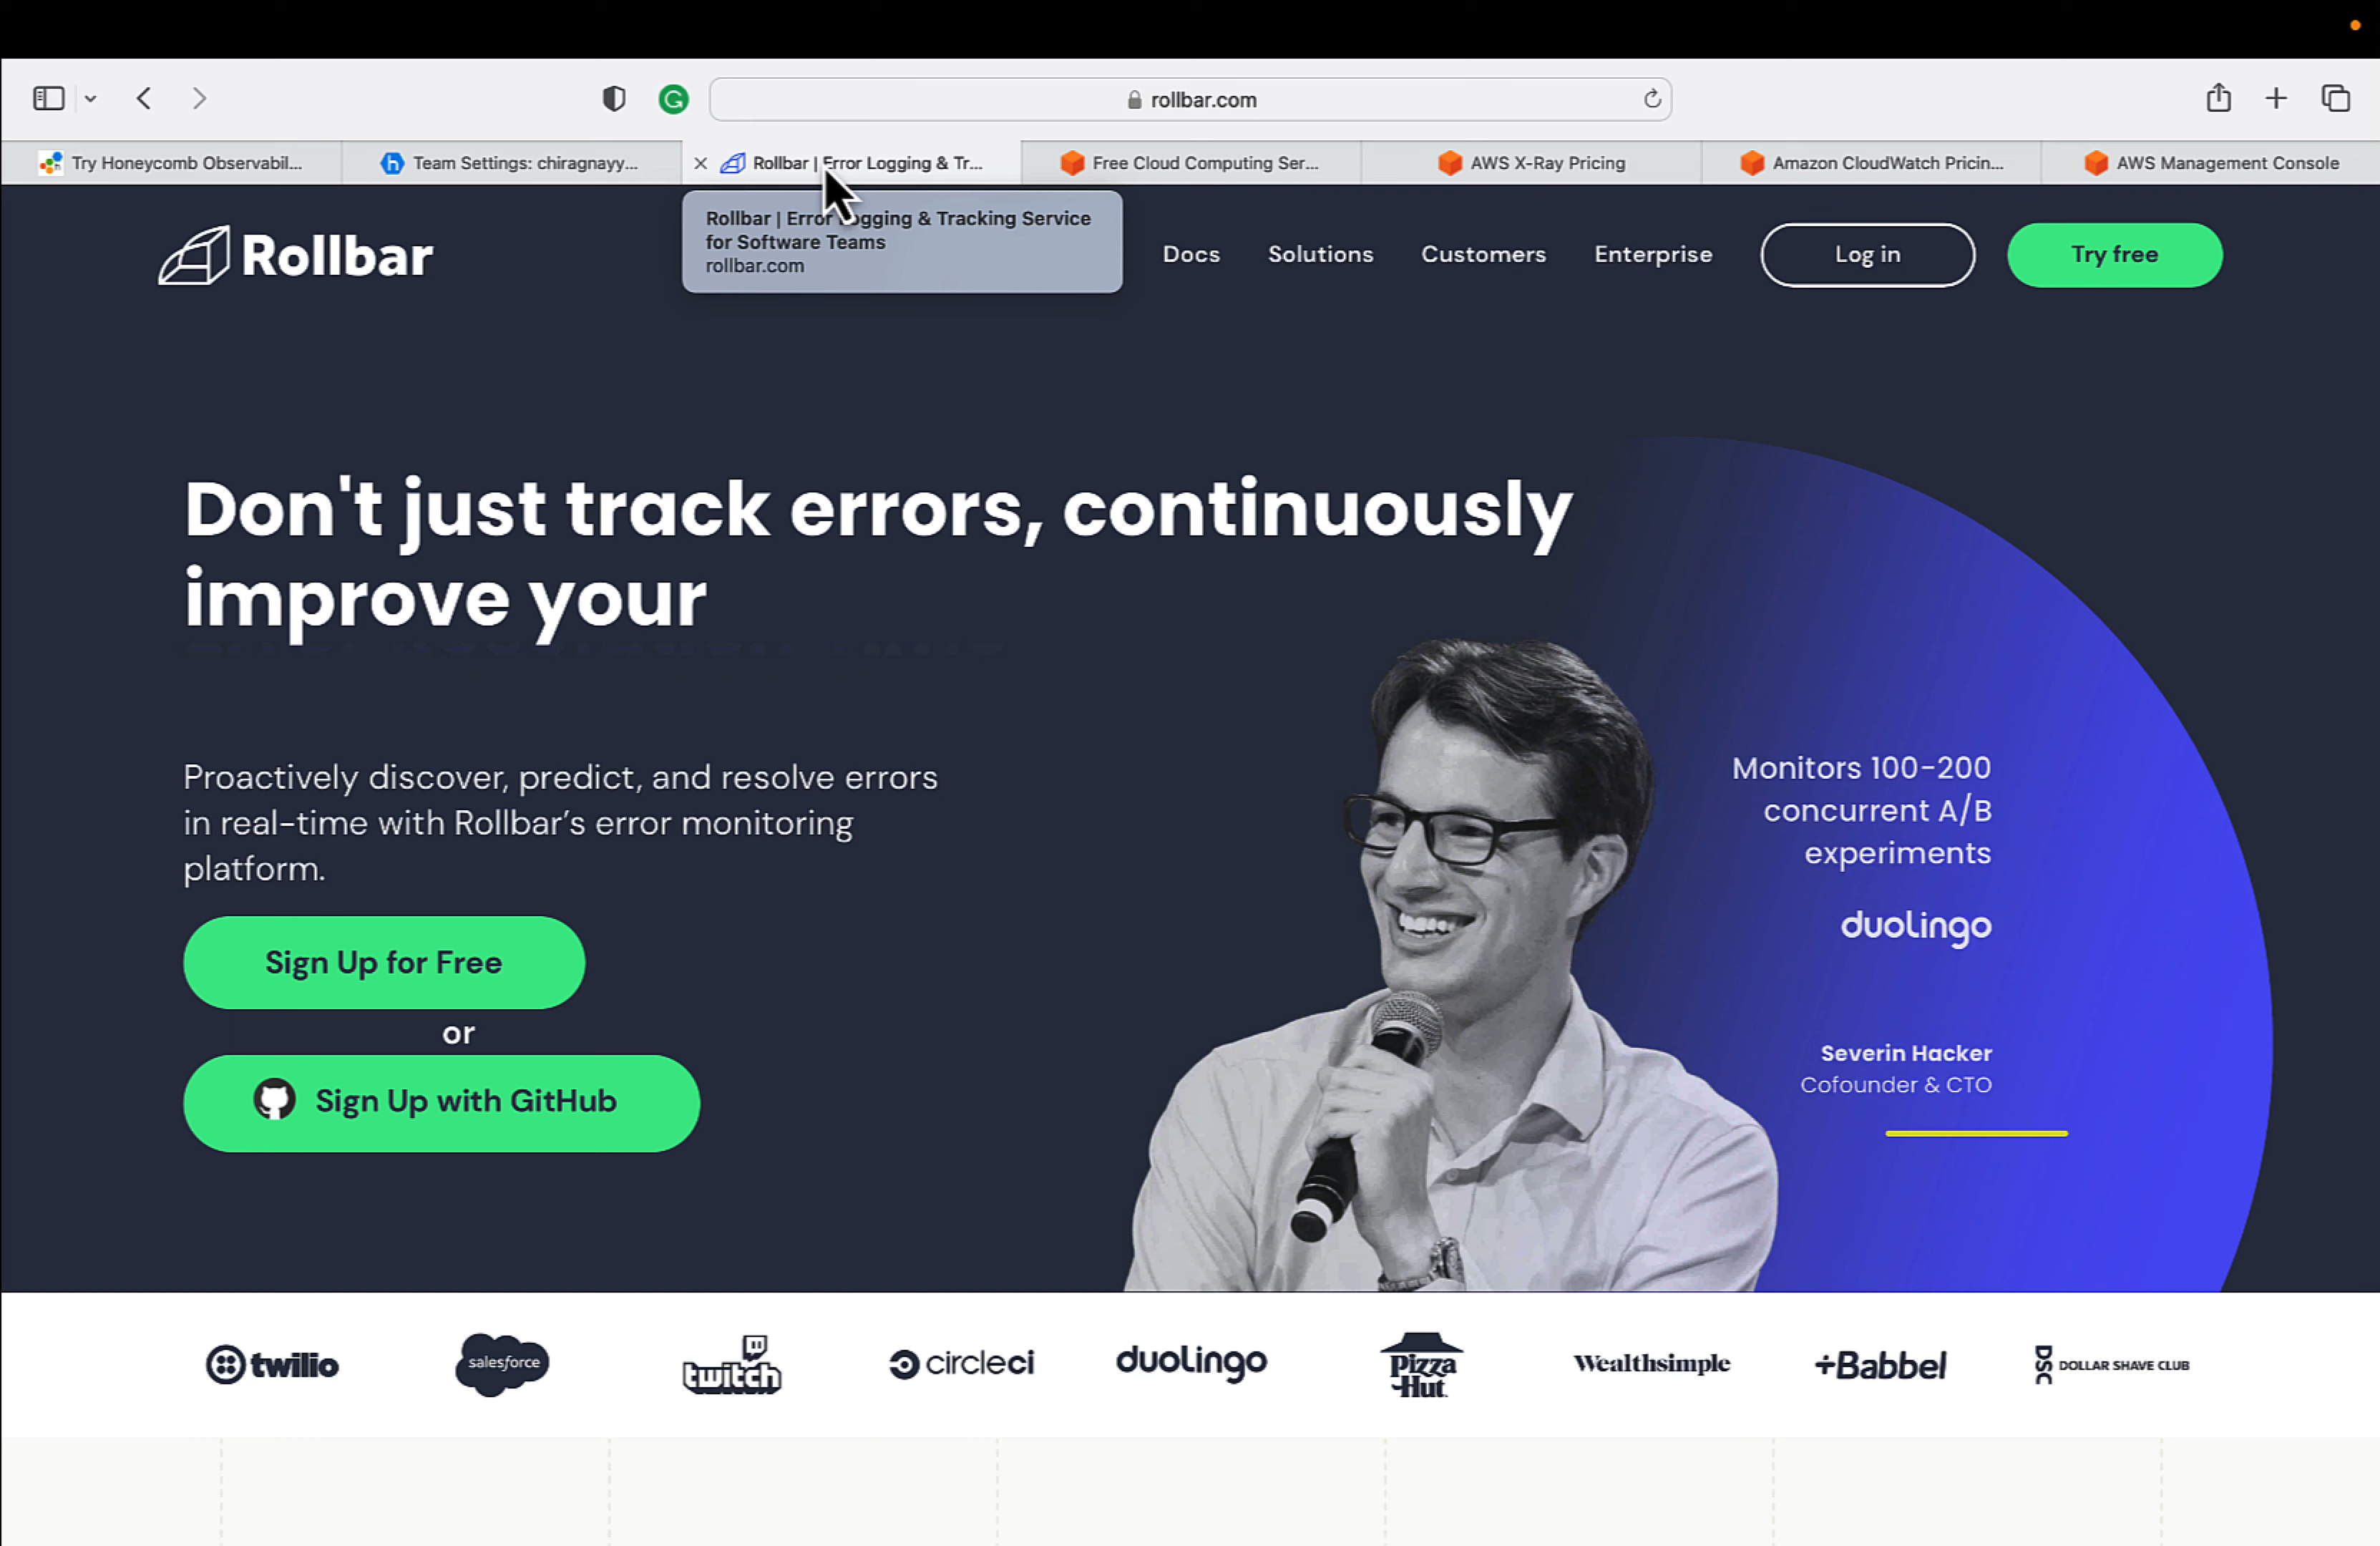 rollbar.com
Try Honeycomb Observabil...
Team Settings: chiragnayy...
Rollbar | Error Logging & Tr...
Free Cloud Computing Ser...
AWS X-Ray Pricing
Amazon CloudWatch Pricin...
AWS Management Console
Rollbar | Error Logging & Tracking Service
for Software Teams
rollbar.com
Rollbar
Docs
Solutions
Customers
Enterprise
Log in
Try free
Don't just track errors, continuously
improve your
Proactively discover, predict, and resolve errors
in real-time with Rollbar’s error monitoring
platform.
Sign Up for Free
or
Sign Up with GitHub
Monitors 100-200
concurrent A/B
experiments
duolingo
Severin Hacker
Cofounder & CTO
twilio
salesforce
twitch
circleci
duolingo
Pizza
Hut
Wealthsimple
+Babbel
DSC DOLLAR SHAVE CLUB